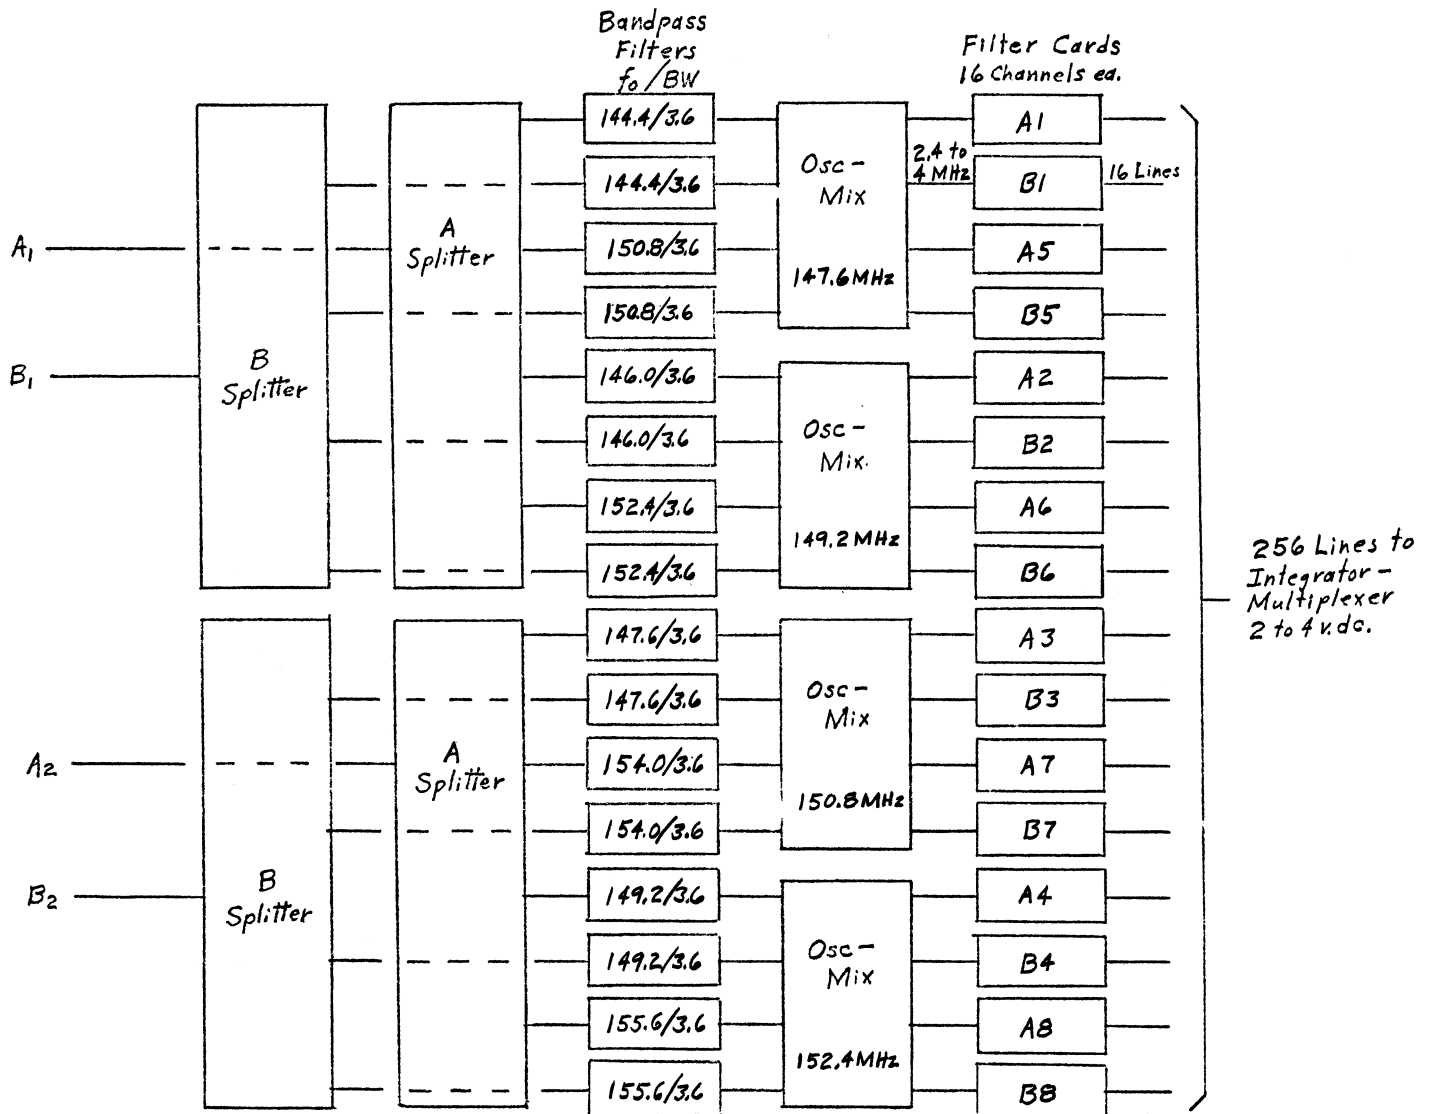 Bandpass
Filters
fo/BW
Filter Cards
16 Channels ea.
A1
B1
B
Splitter
A
Splitter
144.4/3.6
144.4/3.6
150.8/3.6
150.8/3.6
146.0/3.6
146.0/3.6
152.4/3.6
152.4/3.6
Osc-
Mix
147.6MHz
Osc-
Mix.
149.2MHz
2.4 to
4 MHz
A1
B1
A5
B5
A2
B2
A6
B6
16 Lines
A2
B2
B
Splitter
A
Splitter
147.6/3.6
147.6/3.6
154.0/3.6
154.0/3.6
149.2/3.6
149.2/3.6
155.6/3.6
155.6/3.6
Osc-
Mix
150.8MHz
Osc-
Mix
152.4MHz
A3
B3
A7
B7
A4
B4
A8
B8
256 Lines to
Integrator-
Multiplexer
2 to 4 v.dc.